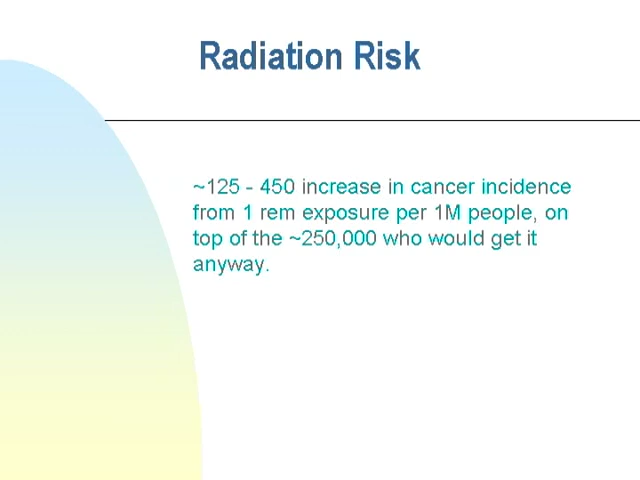 Radiation Risk
~125 - 450 increase in cancer incidence
from 1 rem exposure per 1M people, on
top of the ~250,000 who would get it
anyway.